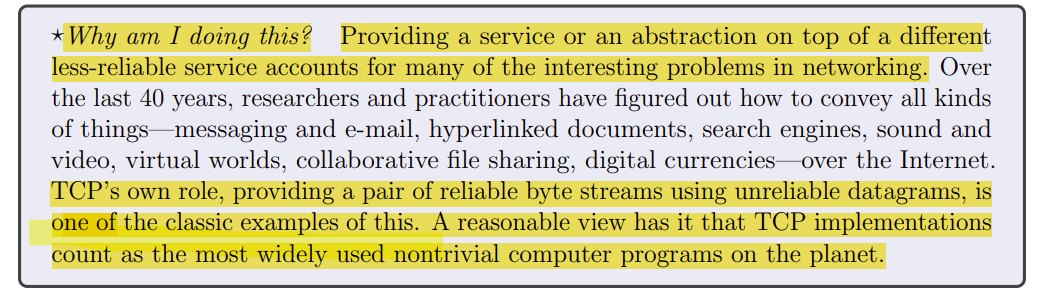 ⋆Why am I doing this? Providing a service or an abstraction on top of a different
less-reliable service accounts for many of the interesting problems in networking. Over
the last 40 years, researchers and practitioners have figured out how to convey all kinds
of things—messaging and e-mail, hyperlinked documents, search engines, sound and
video, virtual worlds, collaborative file sharing, digital currencies—over the Internet.
TCP's own role, providing a pair of reliable byte streams using unreliable datagrams, is
one of the classic examples of this. A reasonable view has it that TCP implementations
count as the most widely used nontrivial computer programs on the planet.